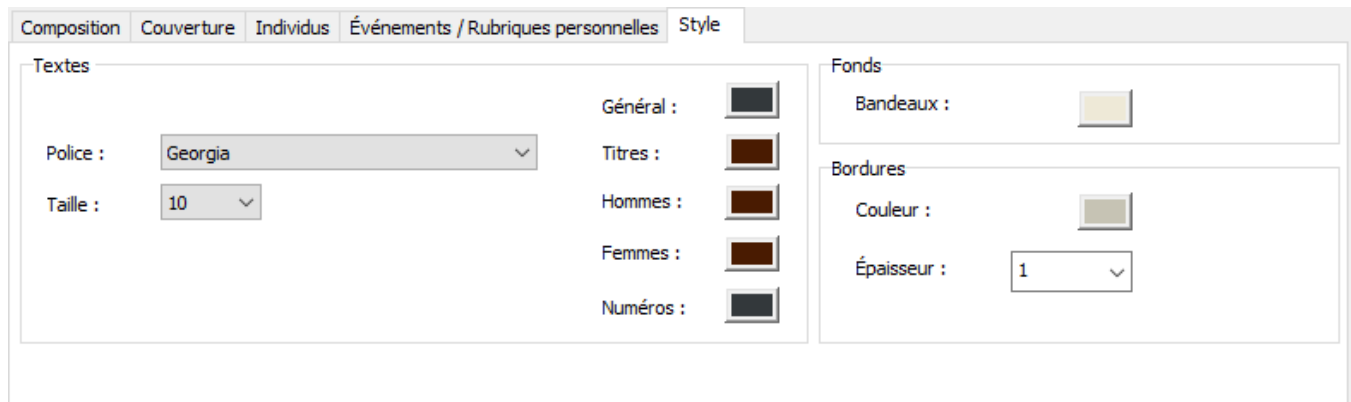 Composition Couverture Individus Événements / Rubriques personnelles Style
Textes
Général :
Police : Georgia
Titres :
Taille : 10
Hommes :
Femmes :
Numéros :
Fonds
Bandeaux :
Bordures
Couleur :
Épaisseur : 1